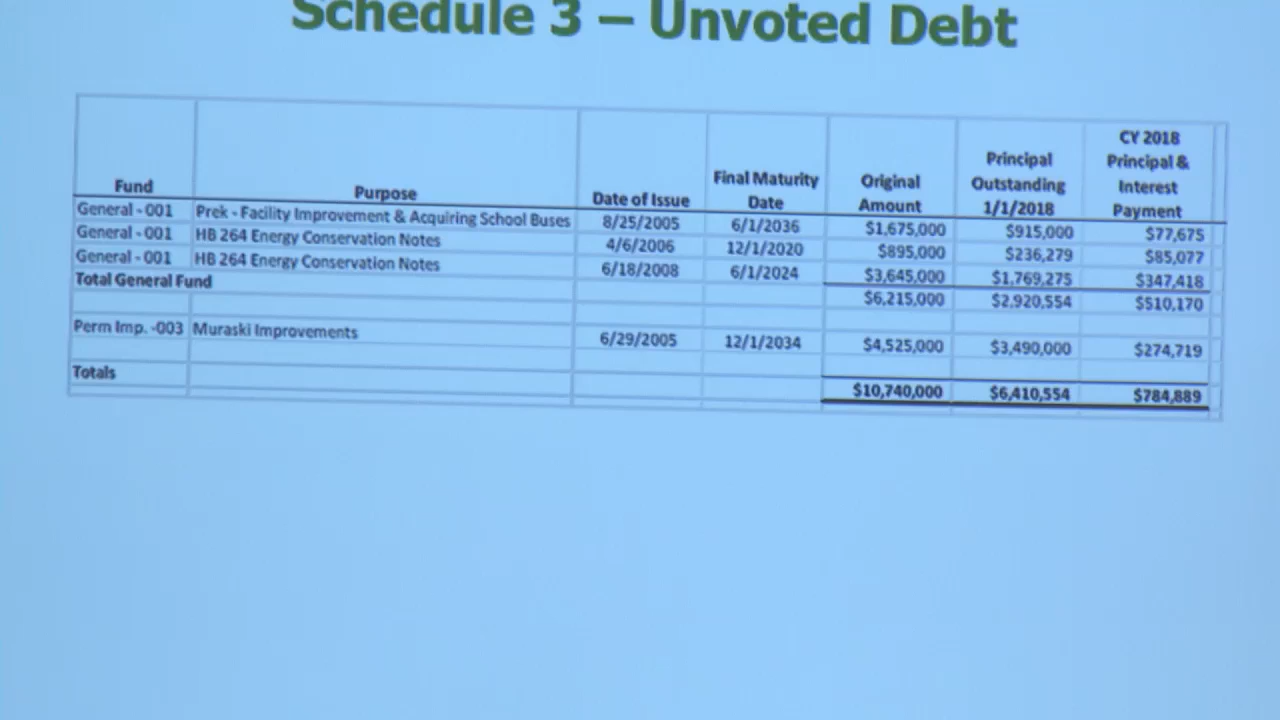 Schedule 3 – Unvoted Debt
Fund Purpose Date of Issue Final Maturity Date Original Amount Principal Outstanding 1/1/2018 CY 2018 Principal & Interest Payment
General - 001 Prek - Facility Improvement & Acquiring School Buses 8/25/2005 6/1/2036 $1,675,000 $915,000 $77,675
General - 001 HB 264 Energy Conservation Notes 4/6/2006 12/1/2020 $895,000 $236,279 $85,077
General - 001 HB 264 Energy Conservation Notes 6/18/2008 6/1/2024 $3,645,000 $1,769,275 $347,418
Total General Fund $6,215,000 $2,920,554 $510,170
Perm Imp. -003 Muraski Improvements 6/29/2005 12/1/2034 $4,525,000 $3,490,000 $274,719
Totals $10,740,000 $6,410,554 $784,889